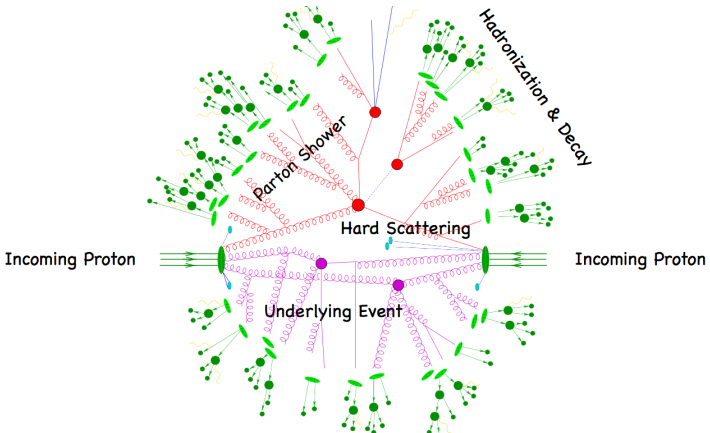 Hadronization & Decay
Parton Shower
Hard Scattering
Incoming Proton
Incoming Proton
Underlying Event